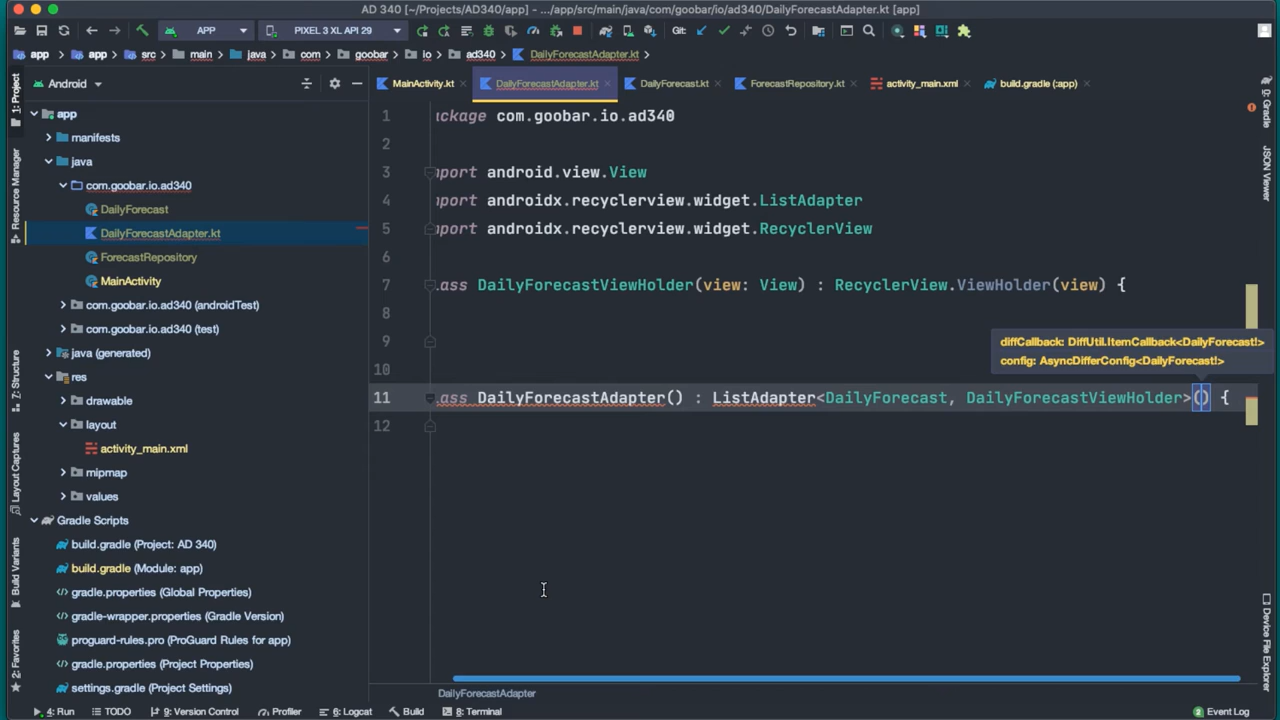 AD 340 [~/Projects/AD340/app] – .../app/src/main/java/com/goobar/io/ad340/DailyForecastAdapter.kt [app]
APP PIXEL 3 XL API 29 Git:
app app src main java com goobar io ad340 DailyForecastAdapter.kt
Android MainActivity.kt DailyForecastAdapter.kt DailyForecast.kt ForecastRepository.kt activity_main.xml build.gradle (:app)
1: Project
Resource Manager
7: Structure
Layout Captures
Build Variants
2: Favorites
app
manifests
java
com.goobar.io.ad340
DailyForecast
DailyForecastAdapter.kt
ForecastRepository
MainActivity
com.goobar.io.ad340 (androidTest)
com.goobar.io.ad340 (test)
java (generated)
res
drawable
layout
activity_main.xml
mipmap
values
Gradle Scripts
build.gradle (Project: AD 340)
build.gradle (Module: app)
gradle.properties (Global Properties)
gradle-wrapper.properties (Gradle Version)
proguard-rules.pro (ProGuard Rules for app)
gradle.properties (Project Properties)
settings.gradle (Project Settings)
1 ckage com.goobar.io.ad340
2
3 port android.view.View
4 port androidx.recyclerview.widget.ListAdapter
5 port androidx.recyclerview.widget.RecyclerView
6
7 ass DailyForecastViewHolder(view: View) : RecyclerView.ViewHolder(view) {
8
9
10
diffCallback: DiffUtil.ItemCallback<DailyForecast!>
config: AsyncDifferConfig<DailyForecast!>
11 ass DailyForecastAdapter() : ListAdapter<DailyForecast, DailyForecastViewHolder>() {
12
DailyForecastAdapter
Gradle
JSON Viewer
Device File Explorer
4: Run TODO 9: Version Control Profiler 6: Logcat Build 8: Terminal 2 Event Log